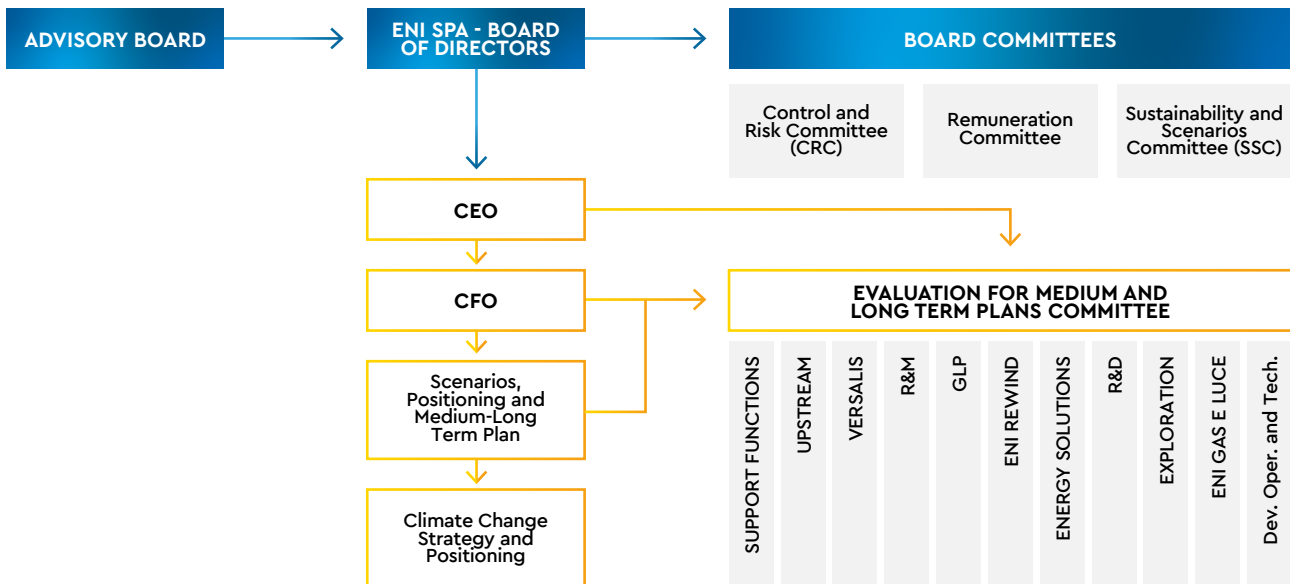 ADVISORY BOARD
ENI SPA - BOARD
OF DIRECTORS
BOARD COMMITTEES
Control and
Risk Committee
(CRC)
Remuneration
Committee
Sustainability and
Scenarios
Committee (SSC)
CEO
CFO
EVALUATION FOR MEDIUM AND
LONG TERM PLANS COMMITTEE
Scenarios,
Positioning and
Medium-Long
Term Plan
Climate Change
Strategy and
Positioning
SUPPORT FUNCTIONS
UPSTREAM
VERSALIS
R&M
GLP
ENI REWIND
ENERGY SOLUTIONS
R&D
EXPLORATION
ENI GAS E LUCE
Dev. Oper. and Tech.